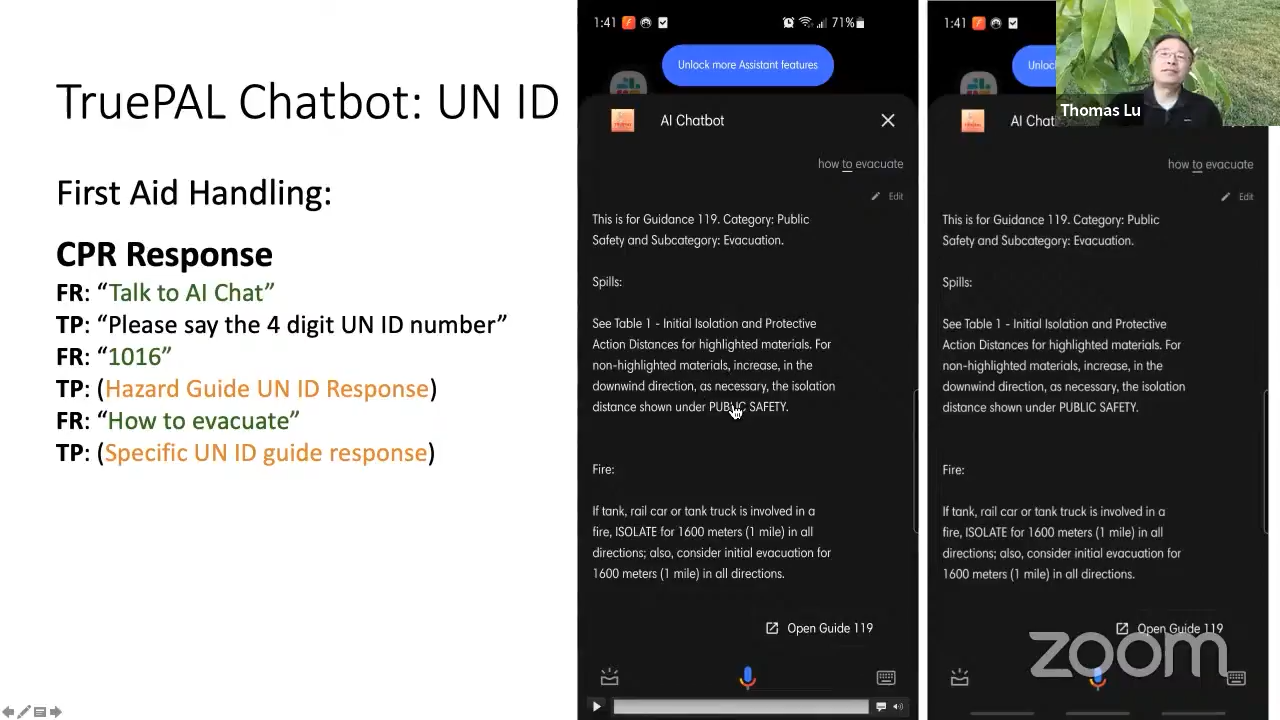 TruePAL Chatbot: UN ID
First Aid Handling:
CPR Response
FR: “Talk to AI Chat”
TP: “Please say the 4 digit UN ID number”
FR: “1016”
TP: (Hazard Guide UN ID Response)
FR: “How to evacuate”
TP: (Specific UN ID guide response)
1:41
71%
Unlock more Assistant features
AI Chatbot
how to evacuate
Edit
This is for Guidance 119. Category: Public
Safety and Subcategory: Evacuation.
Spills:
See Table 1 - Initial Isolation and Protective
Action Distances for highlighted materials. For
non-highlighted materials, increase, in the
downwind direction, as necessary, the isolation
distance shown under PUBLIC SAFETY.
Fire:
If tank, rail car or tank truck is involved in a
fire, ISOLATE for 1600 meters (1 mile) in all
directions; also, consider initial evacuation for
1600 meters (1 mile) in all directions.
Open Guide 119
1:41
Unloc
AI Chat
Thomas Lu
how to evacuate
Edit
This is for Guidance 119. Category: Public
Safety and Subcategory: Evacuation.
Spills:
See Table 1 - Initial Isolation and Protective
Action Distances for highlighted materials. For
non-highlighted materials, increase, in the
downwind direction, as necessary, the isolation
distance shown under PUBLIC SAFETY.
Fire:
If tank, rail car or tank truck is involved in a
fire, ISOLATE for 1600 meters (1 mile) in all
directions; also, consider initial evacuation for
1600 meters (1 mile) in all directions.
Open Guide 119
zoom